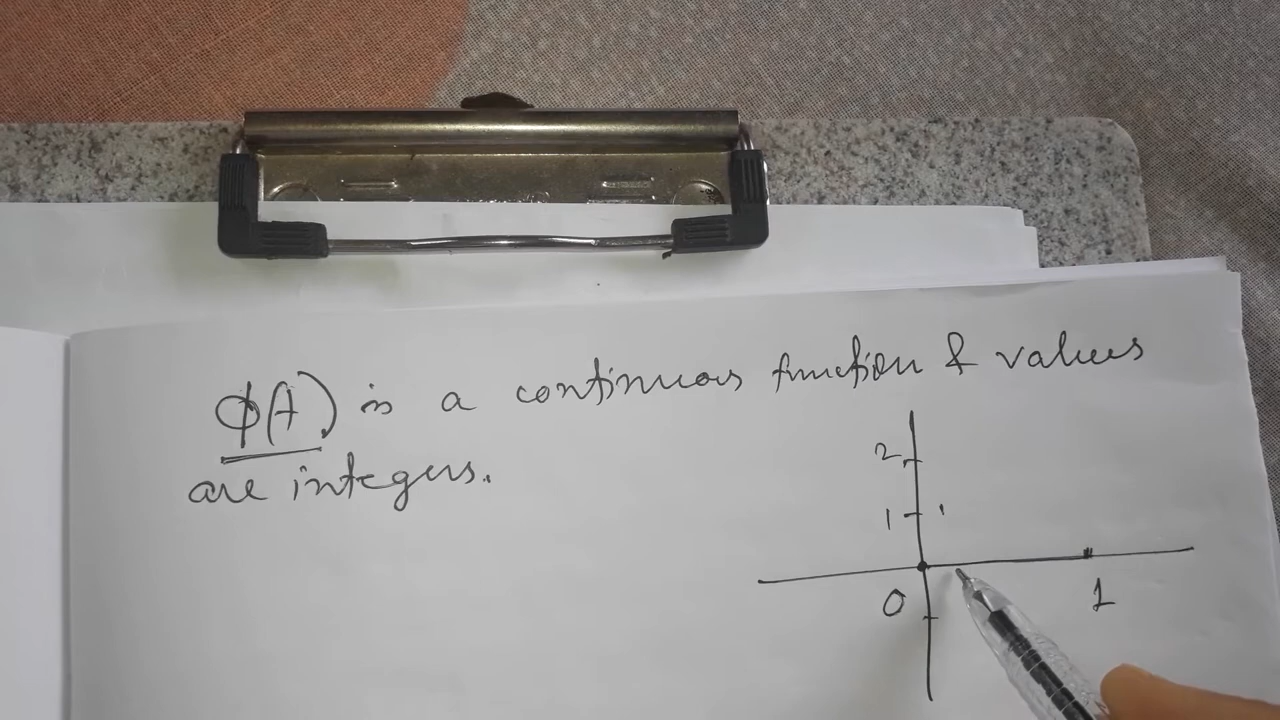 ϕ(A) is a continuous function & values
are integers.
2
1
0
1